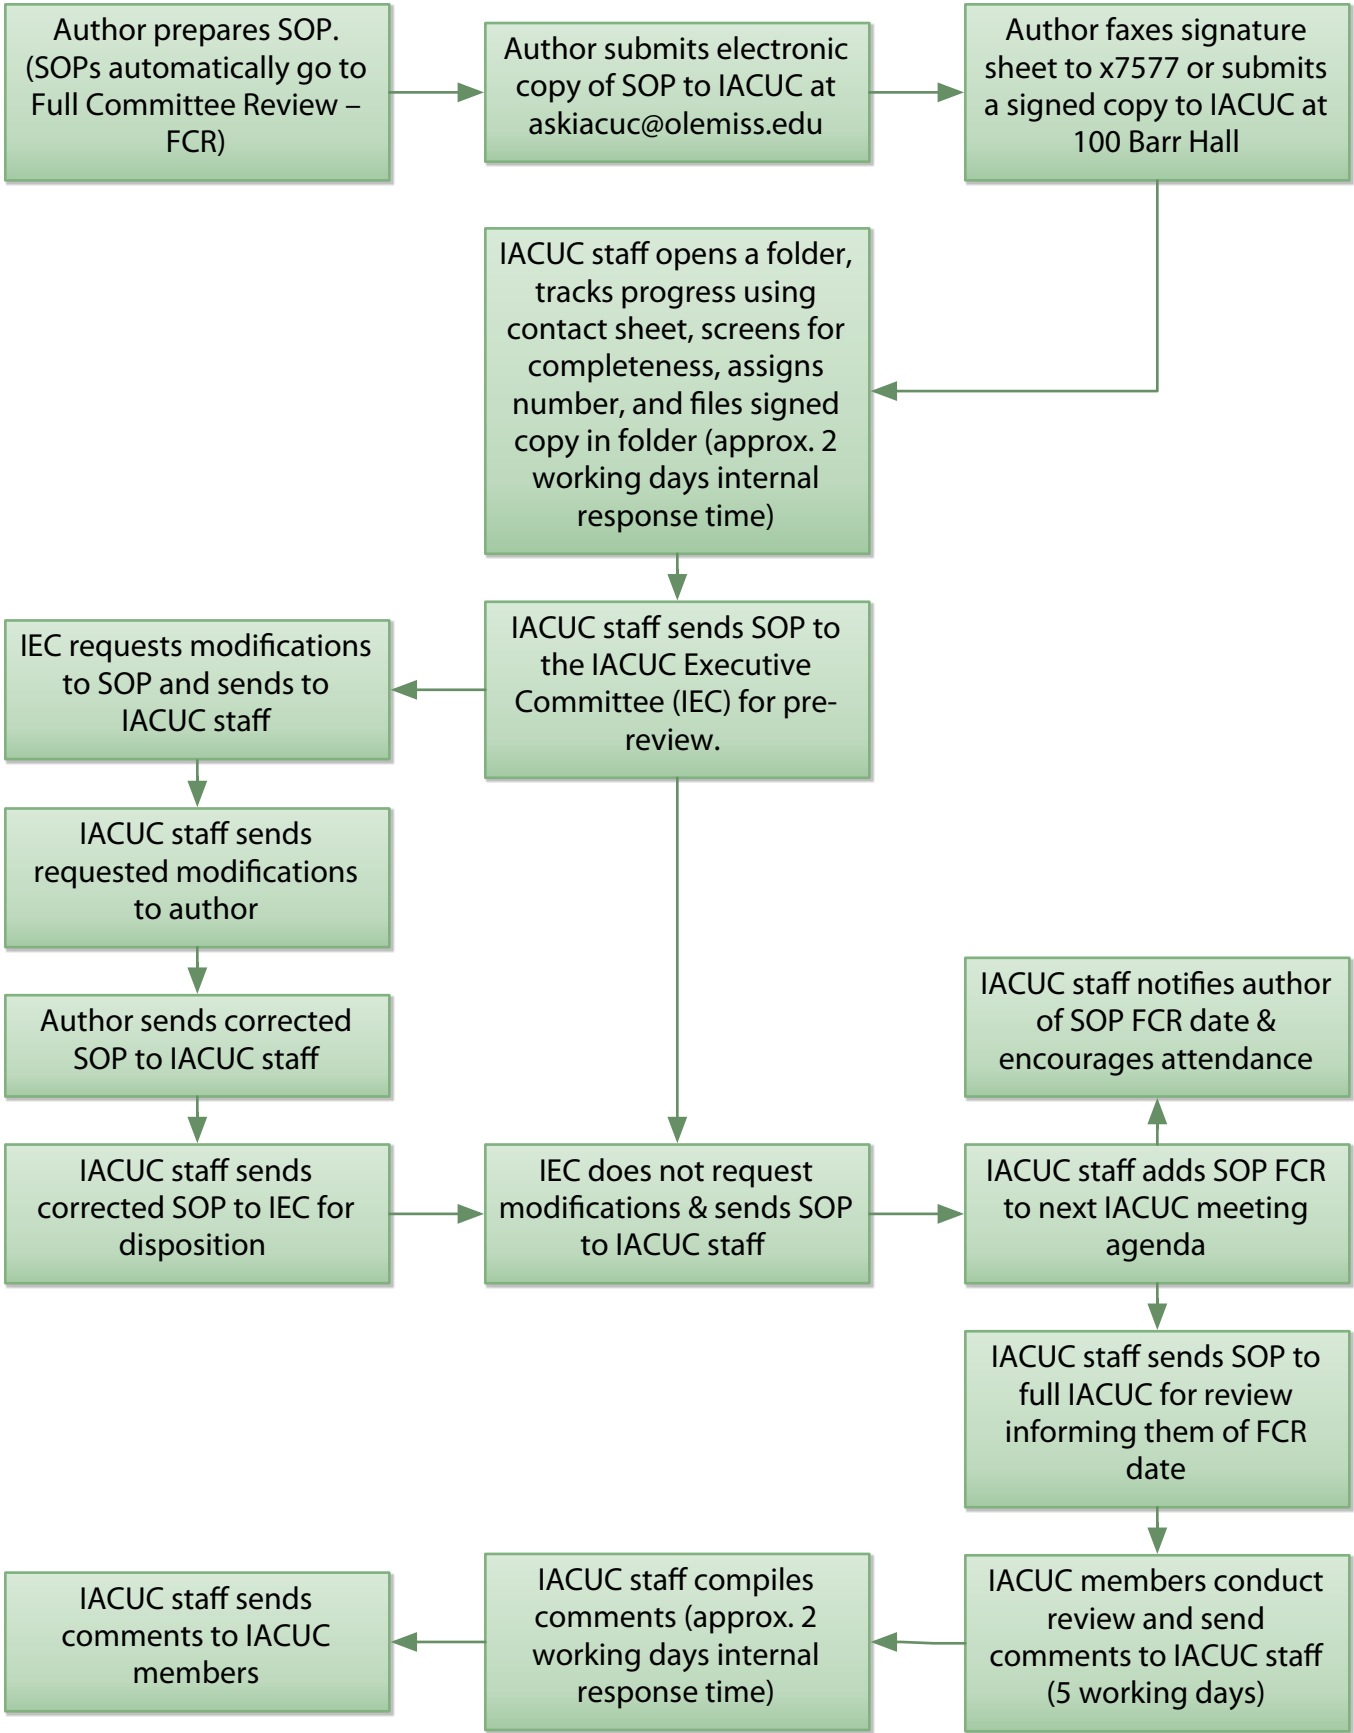 Author prepares SOP.
(SOPs automatically go to
Full Committee Review –
FCR)
Author submits electronic
copy of SOP to IACUC at
askiacuc@olemiss.edu
Author faxes signature
sheet to x7577 or submits
a signed copy to IACUC at
100 Barr Hall
IACUC staff opens a folder,
tracks progress using
contact sheet, screens for
completeness, assigns
number, and files signed
copy in folder (approx. 2
working days internal
response time)
IACUC staff sends SOP to
the IACUC Executive
Committee (IEC) for pre-
review.
IEC requests modifications
to SOP and sends to
IACUC staff
IACUC staff sends
requested modifications
to author
Author sends corrected
SOP to IACUC staff
IACUC staff sends
corrected SOP to IEC for
disposition
IEC does not request
modifications & sends SOP
to IACUC staff
IACUC staff notifies author
of SOP FCR date &
encourages attendance
IACUC staff adds SOP FCR
to next IACUC meeting
agenda
IACUC staff sends SOP to
full IACUC for review
informing them of FCR
date
IACUC members conduct
review and send
comments to IACUC staff
(5 working days)
IACUC staff compiles
comments (approx. 2
working days internal
response time)
IACUC staff sends
comments to IACUC
members